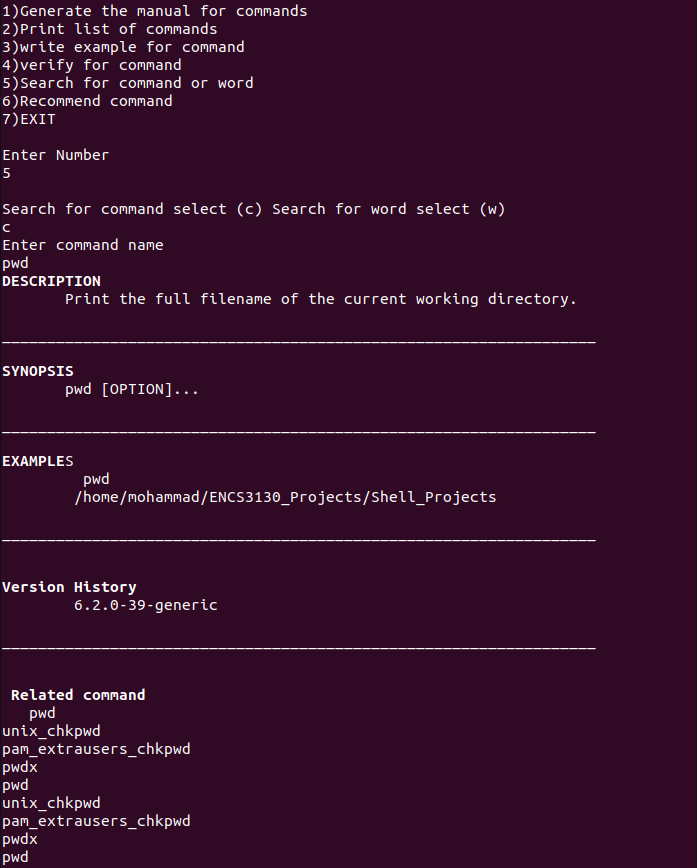 1)Generate the manual for commands
2)Print list of commands
3)write example for command
4)verify for command
5)Search for command or word
6)Recommend command
7)EXIT
Enter Number
5
Search for command select (c) Search for word select (w)
c
Enter command name
pwd
DESCRIPTION
Print the full filename of the current working directory.
__________________________________________________________________
SYNOPSIS
pwd [OPTION]...
__________________________________________________________________
EXAMPLES
pwd
/home/mohammad/ENCS3130_Projects/Shell_Projects
__________________________________________________________________
Version History
6.2.0-39-generic
__________________________________________________________________
Related command
pwd
unix_chkpwd
pam_extrausers_chkpwd
pwdx
pwd
unix_chkpwd
pam_extrausers_chkpwd
pwdx
pwd